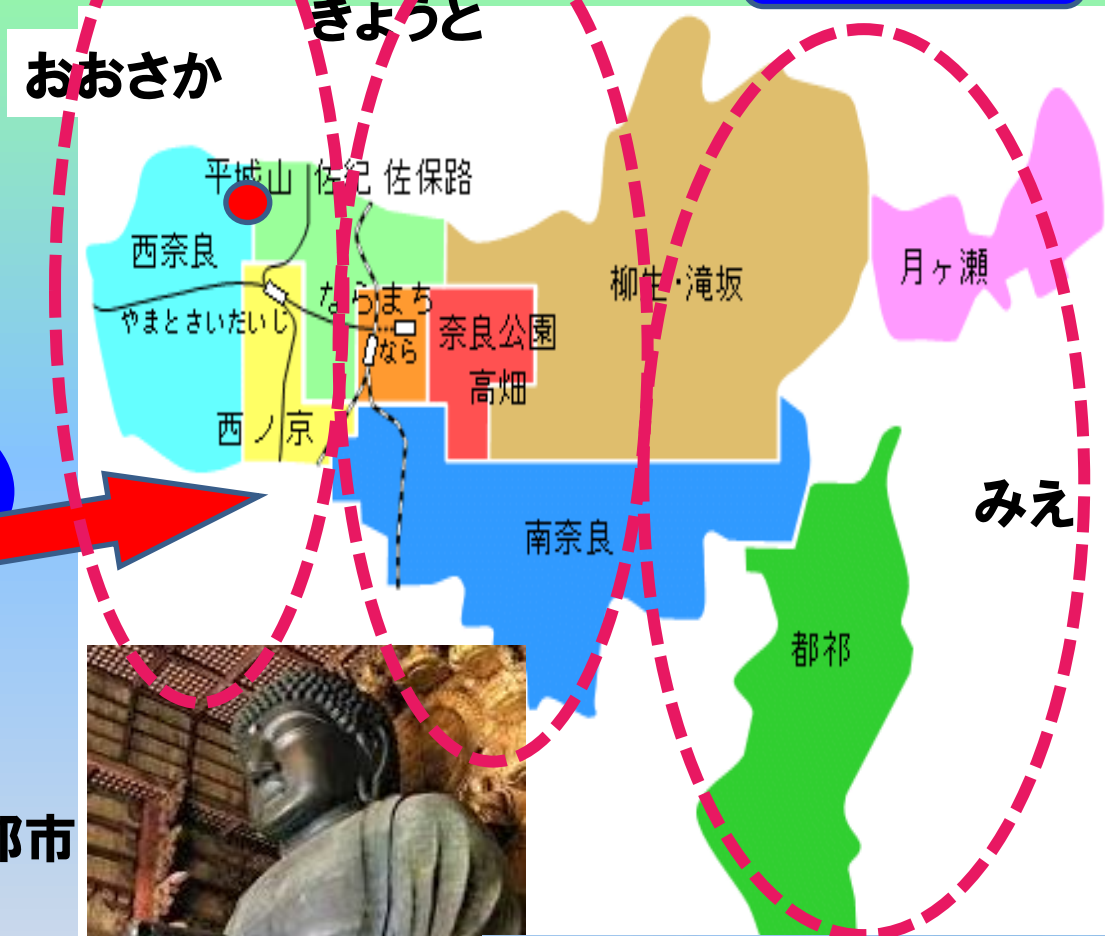 きょうと
おおさか
平城山 佐紀 佐保路
西奈良
月ヶ瀬
柳生・滝坂
ならまち
やまとさいだいじ
奈良公園
なら
高畑
西ノ京
みえ
南奈良
都祁
市